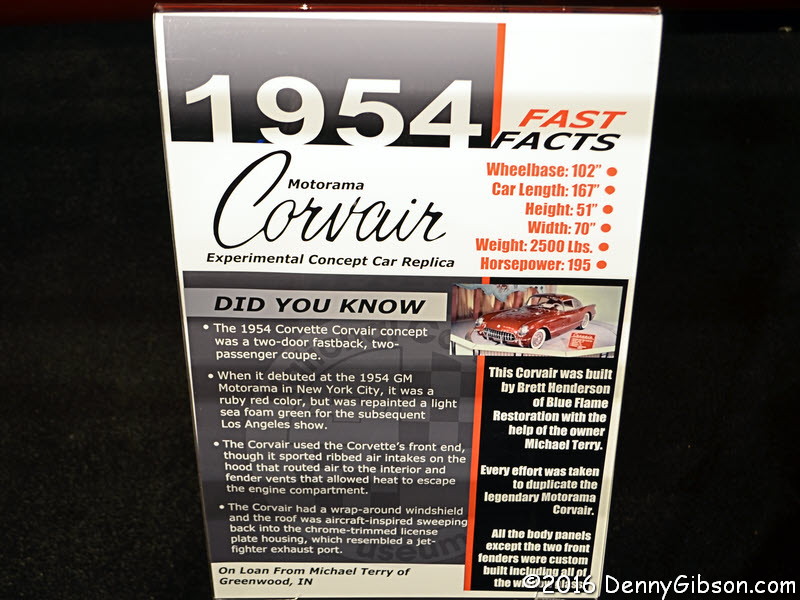 1954
FAST
FACTS
Motorama
Corvair
Experimental Concept Car Replica
Wheelbase: 102" •
Car Length: 167" •
Height: 51" •
Width: 70" •
Weight: 2500 Lbs. •
Horsepower: 195 •
DID YOU KNOW
• The 1954 Corvette Corvair concept
was a two-door fastback, two-
passenger coupe.
• When it debuted at the 1954 GM
Motorama in New York City, it was a
ruby red color, but was repainted a light
sea foam green for the subsequent
Los Angeles show.
• The Corvair used the Corvette's front end,
though it sported ribbed air intakes on the
hood that routed air to the interior and
fender vents that allowed heat to escape
the engine compartment.
• The Corvair had a wrap-around windshield
and the roof was aircraft-inspired sweeping
back into the chrome-trimmed license
plate housing, which resembled a jet-
fighter exhaust port.
On Loan From Michael Terry of
Greenwood, IN
This Corvair was built
by Brett Henderson
of Blue Flame
Restoration with the
help of the owner
Michael Terry.
Every effort was taken
to duplicate the
legendary Motorama
Corvair.
All the body panels
except the two front
fenders were custom
built including all of
the
©2016 DennyGibson.com